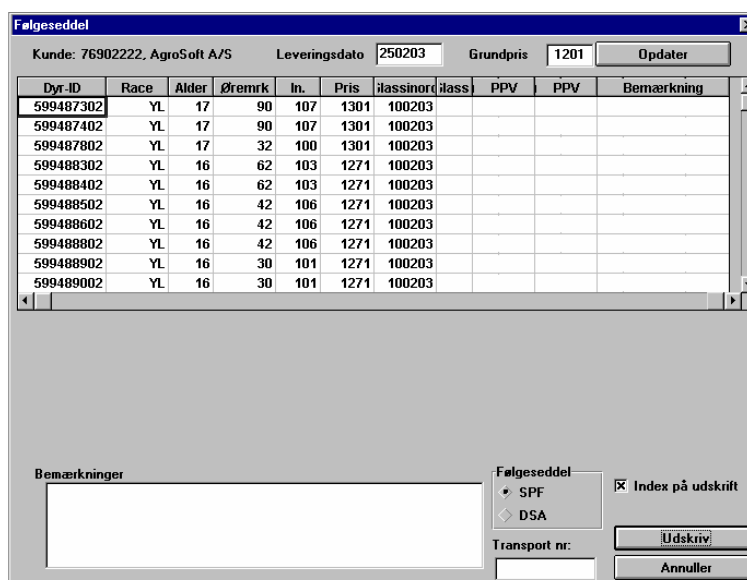 Følgeseddel
Kunde: 76902222, AgroSoft A/S Leveringsdato 250203 Grundpris 1201 Opdater
Dyr-ID Race Alder Øremrk In. Pris PPV PPV Bemærkning
599487302 YL 17 90 107 1301 100203
599487402 YL 17 90 107 1301 100203
599487802 YL 17 32 100 1301 100203
599488302 YL 16 62 103 1271 100203
599488402 YL 16 62 103 1271 100203
599488502 YL 16 42 106 1271 100203
599488602 YL 16 42 106 1271 100203
599488802 YL 16 42 106 1271 100203
599488902 YL 16 30 101 1271 100203
599489002 YL 16 30 101 1271 100203
Bemærkninger
Følgeseddel
SPF
DSA
Index på udskrift
Transport nr:
Udskriv
Annuller